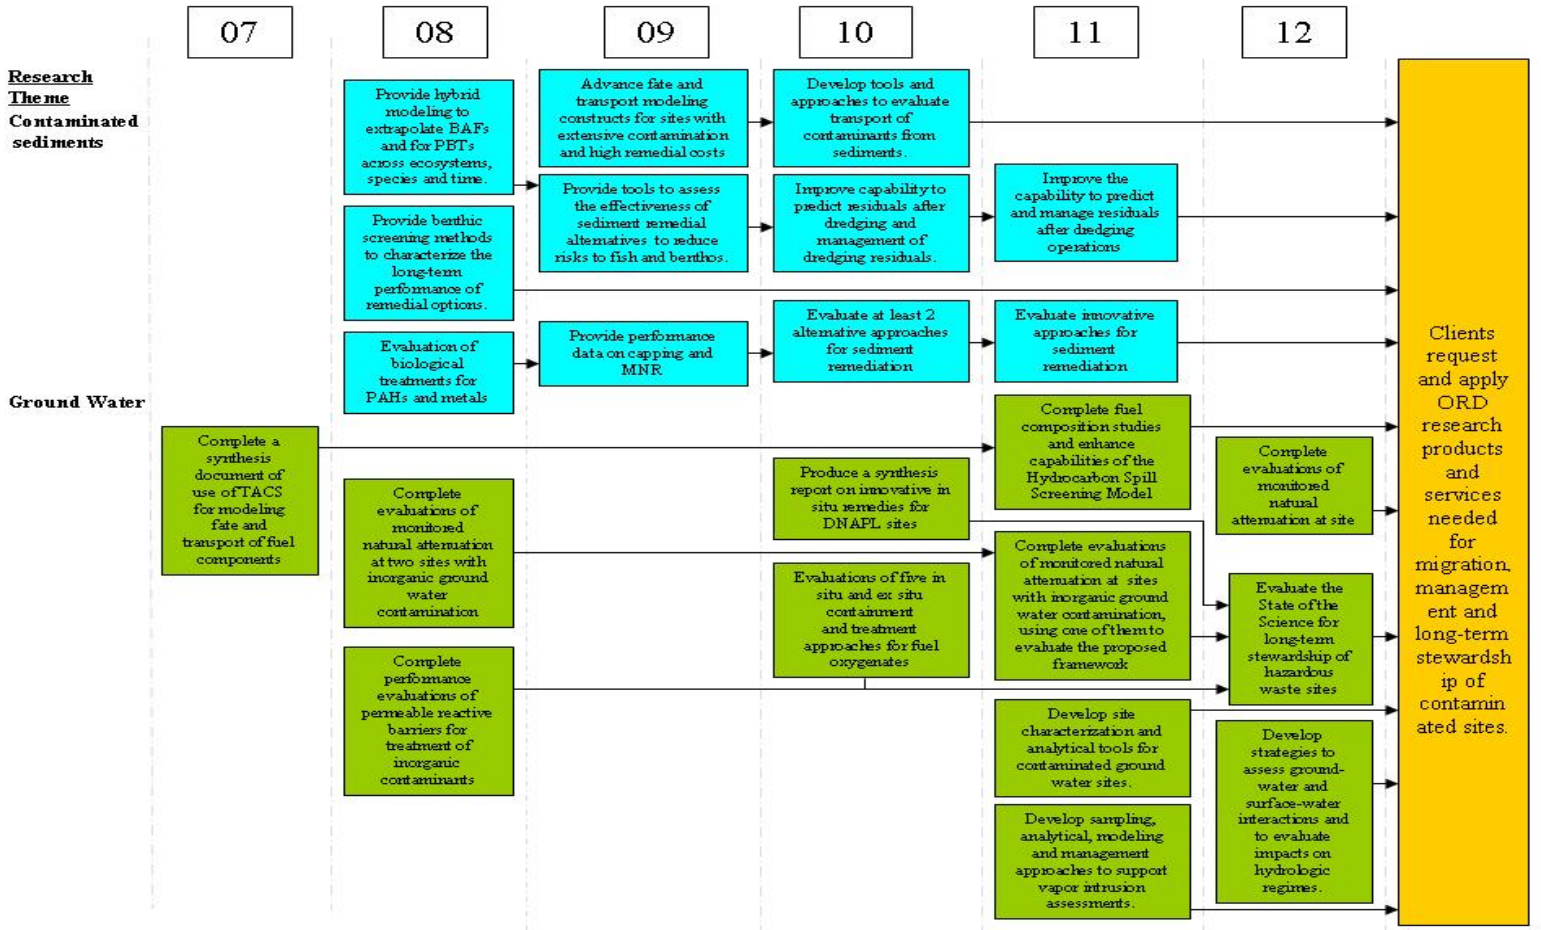 07
08
09
10
11
12
Research
Theme
Contaminated
sediments
Provide hybrid
modeling to
extrapolate BAFs
and for PBTs
across ecosystems,
species and time.
Advance fate and
transport modeling
constructs for sites with
extensive contamination
and high remedial costs
Develop tools and
approaches to evaluate
transport of
contaminants from
sediments.
Provide benthic
screening methods
to characterize the
long-term
performance of
remedial options.
Provide tools to assess
the effectiveness of
sediment remedial
alternatives to reduce
risks to fish and benthos.
Improve capability to
predict residuals after
dredging and
management of
dredging residuals.
Improve the
capability to predict
and manage residuals
after dredging
operations
Evaluation of
biological
treatments for
PAHs and metals
Provide performance
data on capping and
MNR
Evaluate at least 2
alternative approaches
for sediment
remediation
Evaluate innovative
approaches for
sediment
remediation
Ground Water
Complete a
synthesis
document of
use of TACS
for modeling
fate and
transport of fuel
components
Complete
evaluations of
monitored
natural attenuation
at two sites with
inorganic ground
water
contamination
Complete
performance
evaluations of
permeable reactive
barriers for
treatment of
inorganic
contaminants
Produce a synthesis
report on innovative in
situ remedies for
DNAPL sites
Evaluations of five in
situ and ex situ
containment
and treatment
approaches for fuel
oxygenates
Complete fuel
composition studies
and enhance
capabilities of the
Hydrocarbon Spill
Screening Model
Complete evaluations
of monitored natural
attenuation at sites
with inorganic ground
water contamination,
using one of them to
evaluate the proposed
framework
Develop site
characterization and
analytical tools for
contaminated ground
water sites.
Develop sampling,
analytical, modeling
and management
approaches to support
vapor intrusion
assessments.
Complete
evaluations of
monitored
natural
attenuation at site
Evaluate the
State of the
Science for
long-term
stewardship of
hazardous
waste sites
Develop
strategies to
assess ground-
water and
surface-water
interactions and
to evaluate
impacts on
hydrologic
regimes.
Clients
request
and apply
ORD
research
products
and
services
needed
for
migration,
managem
ent and
long-term
stewardsh
ip of
contamin
ated sites.